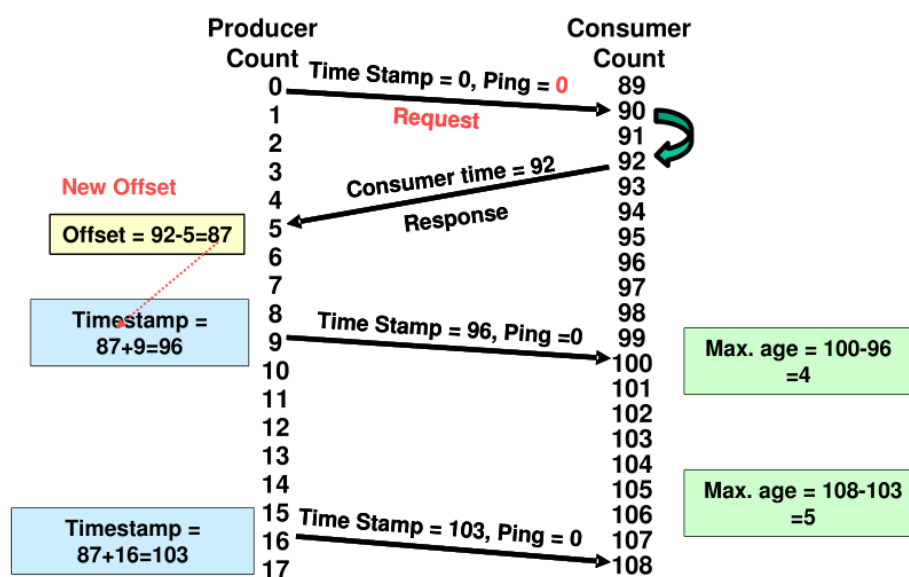 Producer
Count
Consumer
Count
Time Stamp = 0, Ping = 0
Request
0
1
2
3
4
5
6
7
8
9
10
11
12
13
14
15
16
17
89
90
91
92
93
94
95
96
97
98
99
100
101
102
103
104
105
106
107
108
Consumer time = 92
Response
New Offset
Offset = 92-5=87
Timestamp =
87+9=96
Time Stamp = 96, Ping =0
Max. age = 100-96
=4
Max. age = 108-103
=5
Timestamp =
87+16=103
Time Stamp = 103, Ping = 0